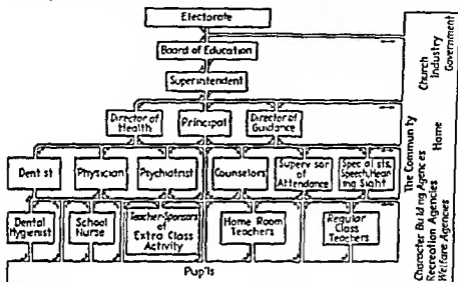 Electorate
Board of Education
Superintendent
Director of
Health
Principal
Director of
Guidance
Dentist
Physician
Psychiatrist
Counselors
Supervisor
of
Attendance
Specialists,
Speech, Hear
ing Sight
Dental
Hygienist
School
Nurse
Teacher-Sponsors
of
Extra Class
Activity
Home Room
Teachers
Regular
Class
Teachers
Pupils
Church
Industry
Government
The Community
Home
Character Building Agencies
Recreation Agencies
Welfare Agencies